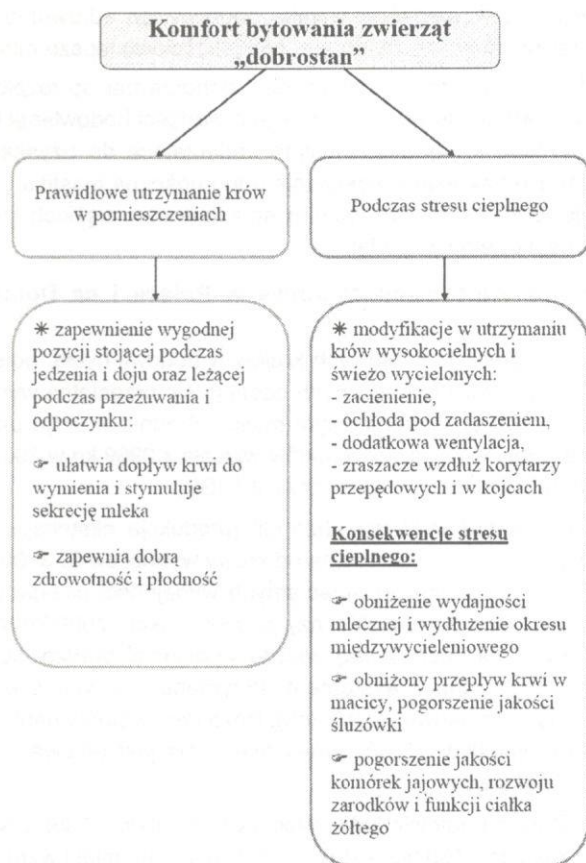 Komfort bytowania zwierząt
„dobrostan”
Prawidłowe utrzymanie krów
w pomieszczeniach
Podczas stresu cieplnego
✳ zapewnienie wygodnej
pozycji stojącej podczas
jedzenia i doju oraz leżącej
podczas przeżuwania i
odpoczynku:
☞ ułatwia dopływ krwi do
wymienia i stymuluje
sekrecję mleka
☞ zapewnia dobrą
zdrowotność i płodność
✳ modyfikacje w utrzymaniu
krów wysokocielnych i
świeżo wycielonych:
- zacienienie,
- ochłoda pod zadaszeniem,
- dodatkowa wentylacja,
- zraszacze wzdłuż korytarzy
przepędowych i w kojcach
Konsekwencje stresu
cieplnego:
☞ obniżenie wydajności
mlecznej i wydłużenie okresu
międzywycieleniowego
☞ obniżony przepływ krwi w
macicy, pogorszenie jakości
śluzówki
☞ pogorszenie jakości
komórek jajowych, rozwoju
zarodków i funkcji ciałka
żółtego